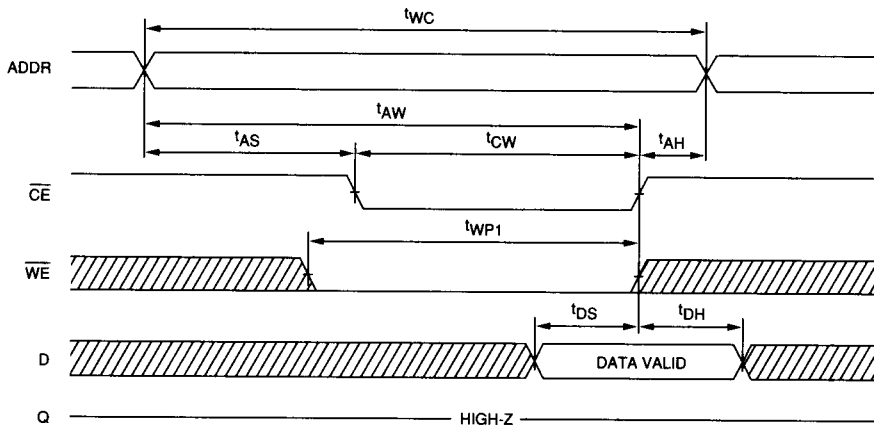 tWC
ADDR
tAW
tAS
tCW
tAH
CE
tWP1
WE
tDS
tDH
D
DATA VALID
Q
HIGH-Z